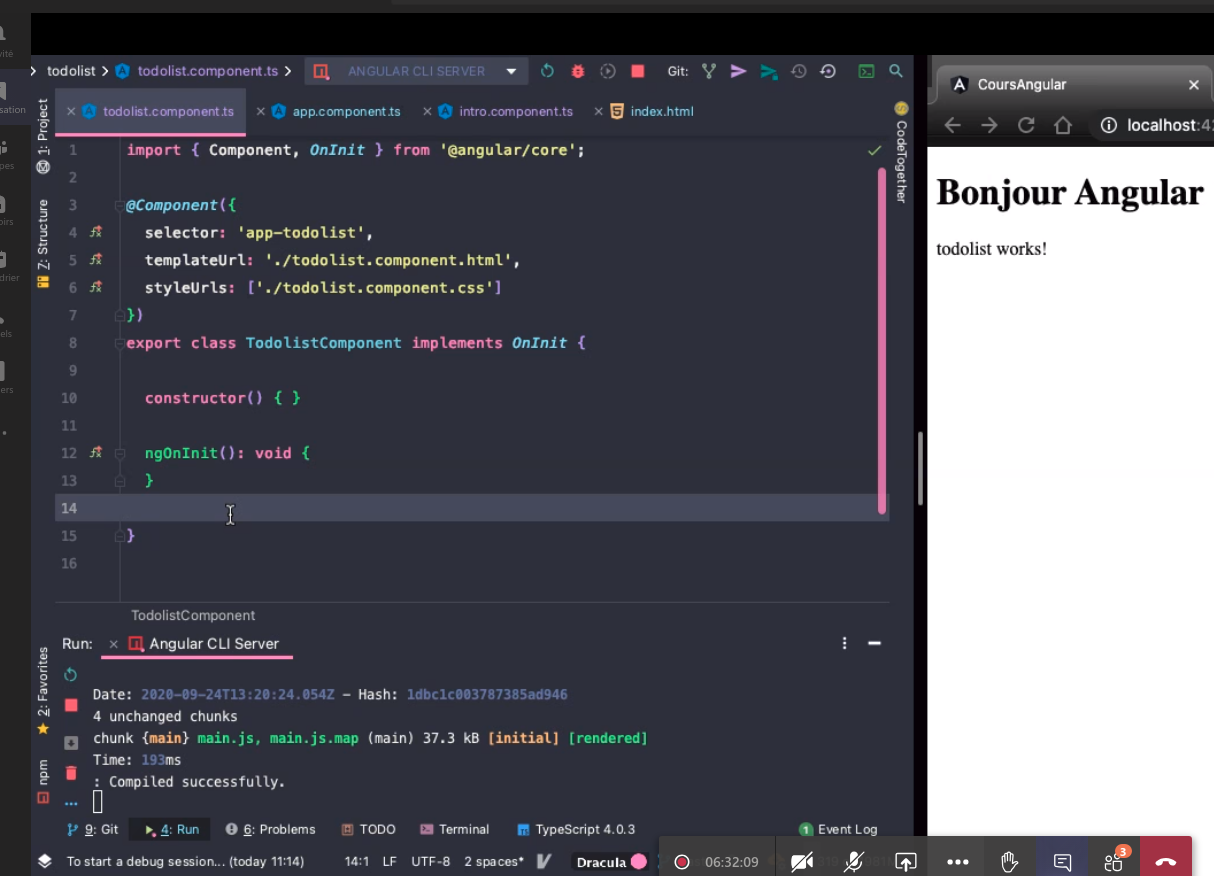 todolist > todolist.component.ts > ANGULAR CLI SERVER Git:
todolist.component.ts app.component.ts intro.component.ts index.html
1: Project
Z: Structure
2: Favorites
npm
CodeTogether
1 import { Component, OnInit } from '@angular/core';
2
3 @Component({
4 selector: 'app-todolist',
5 templateUrl: './todolist.component.html',
6 styleUrls: ['./todolist.component.css']
7 })
8 export class TodolistComponent implements OnInit {
9
10 constructor() { }
11
12 ngOnInit(): void {
13 }
14
15 }
16
TodolistComponent
Run: Angular CLI Server
Date: 2020-09-24T13:20:24.054Z - Hash: 1dbc1c003787385ad946
4 unchanged chunks
chunk {main} main.js, main.js.map (main) 37.3 kB [initial] [rendered]
Time: 193ms
: Compiled successfully.
9: Git 4: Run 6: Problems TODO Terminal TypeScript 4.0.3 1 Event Log
To start a debug session... (today 11:14) 14:1 LF UTF-8 2 spaces* Dracula
06:32:09 3
CoursAngular
localhost:4
Bonjour Angular
todolist works!